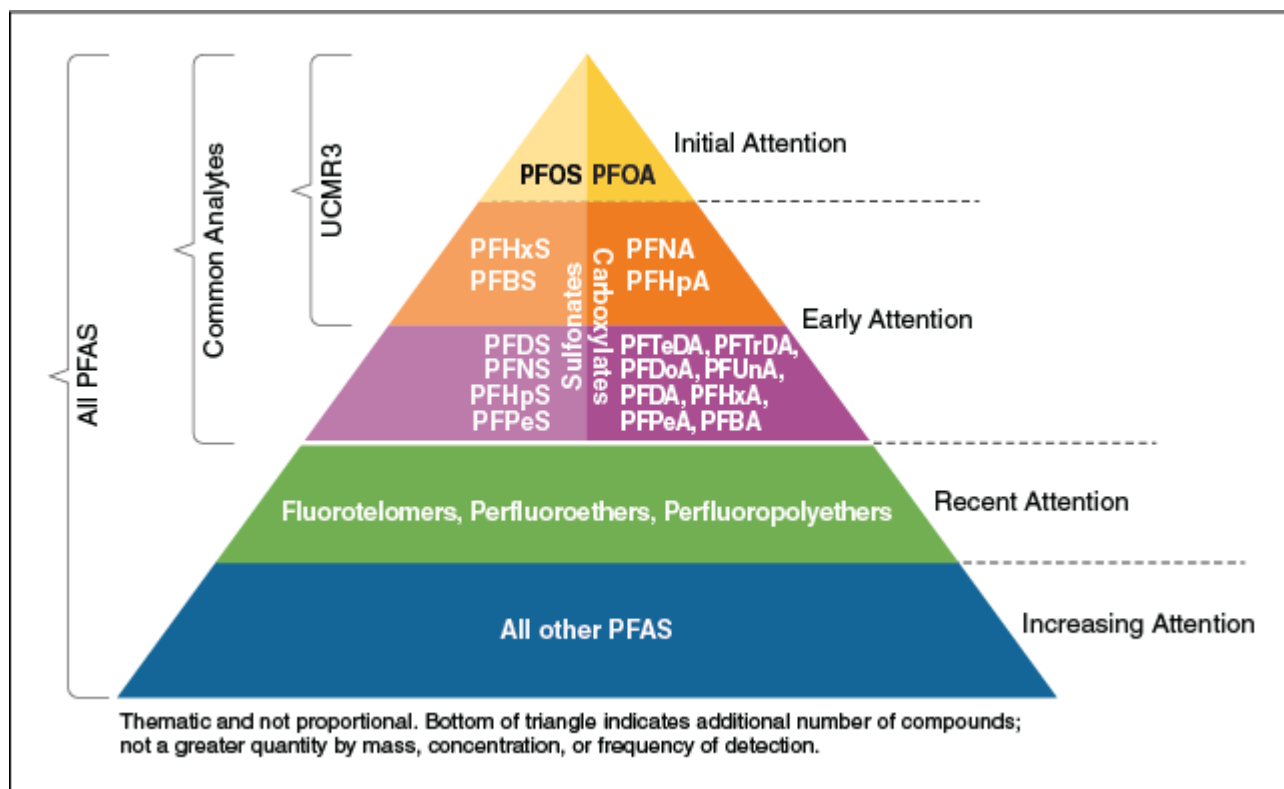 All PFAS
Common Analytes
UCMR3
PFOS PFOA
Initial Attention
PFHxS
PFBS
Sulfonates
Carboxylates
PFNA
PFHpA
Early Attention
PFDS
PFNS
PFHpS
PFPeS
PFTeDA, PFTrDA,
PFDoA, PFUnA,
PFDA, PFHxA,
PFPeA, PFBA
Fluorotelomers, Perfluoroethers, Perfluoropolyethers
Recent Attention
All other PFAS
Increasing Attention
Thematic and not proportional. Bottom of triangle indicates additional number of compounds;
not a greater quantity by mass, concentration, or frequency of detection.